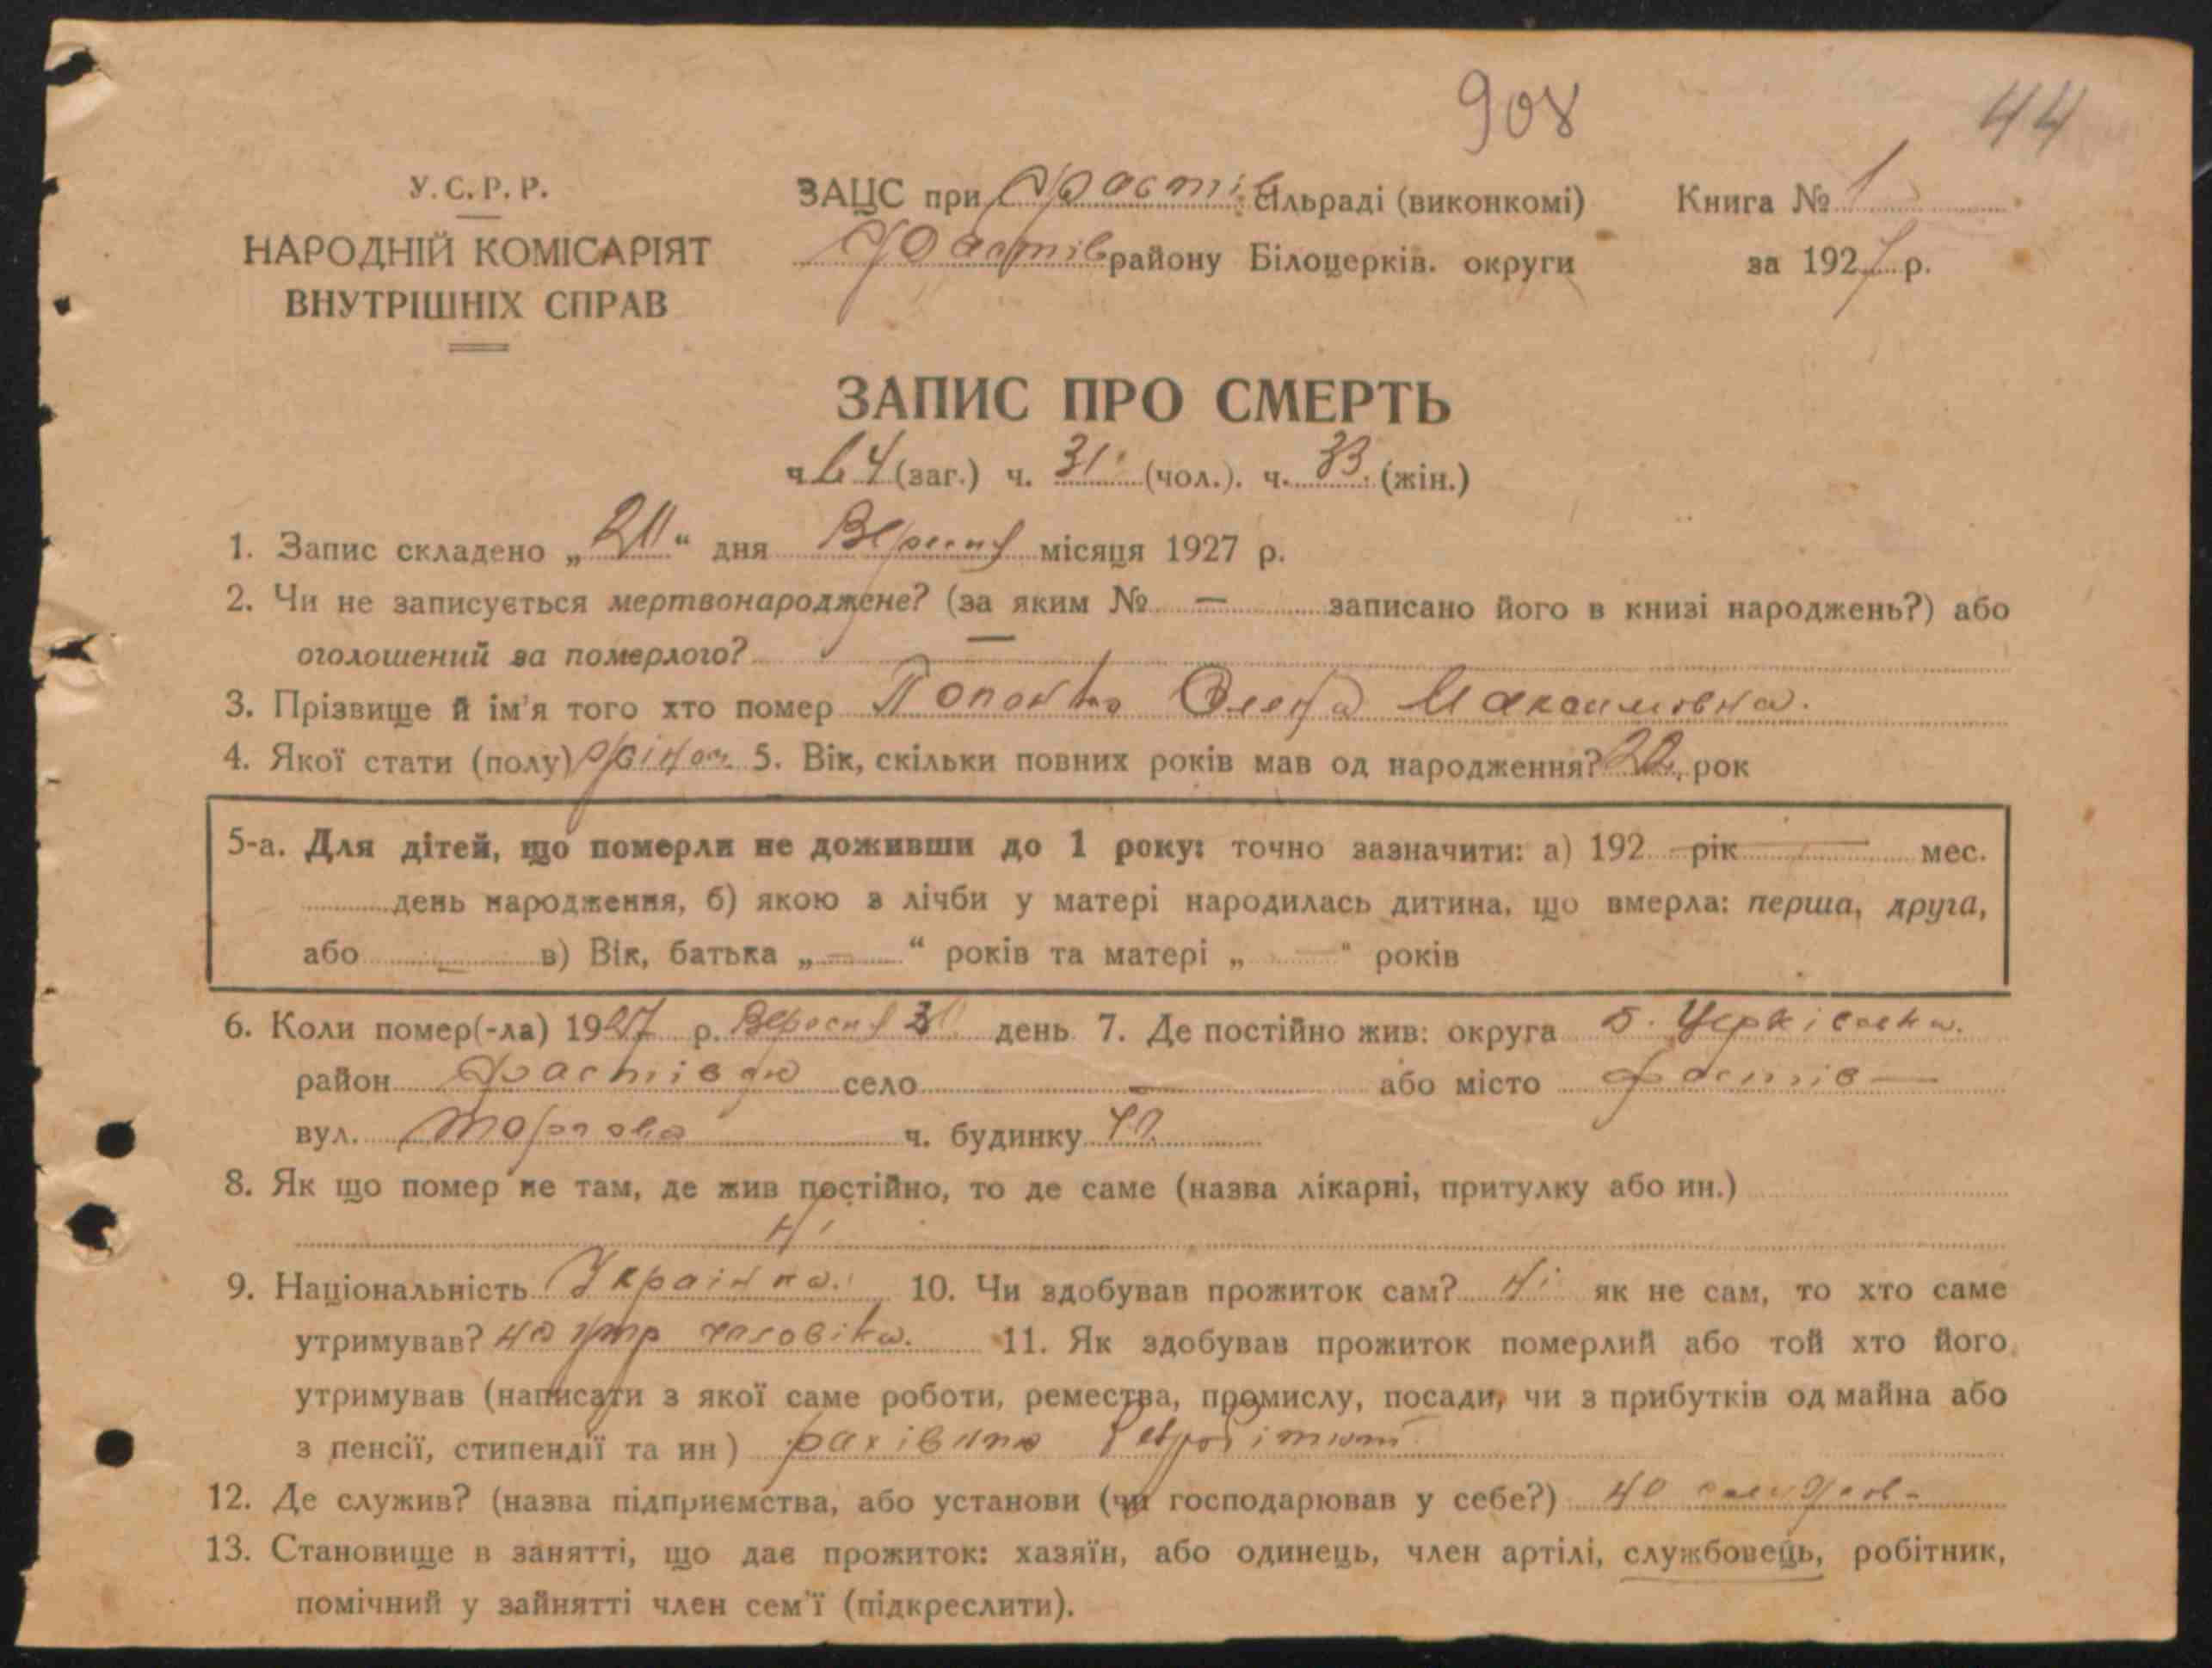 908
44
У. С. Р. Р.
НАРОДНІЙ КОМІСАРІЯТ
ВНУТРІШНІХ СПРАВ
ЗАЦС при Фастів сільраді (виконкомі)
Фастів району Білоцерків. округи
Книга № 1
за 1927 р.
ЗАПИС ПРО СМЕРТЬ
ч. 64 (заг.) ч. 31 (чол.). ч. 33. (жін.)
1. Запис складено „ “ дня Вересня місяця 1927 р.
2. Чи не записується мертвонароджене? (за яким № — записано його в книзі народжень?) або
оголошений за померлого? —
3. Прізвище й ім'я того хто помер Олена Максимовна.
4. Якої стати (полу) жіноч. 5. Вік, скільки повних років мав од народження? 22 рок
5-а. Для дітей, що померли не доживши до 1 року: точно зазначити: а) 192 — рік — мес.
день народження, б) якою з лічби у матері народилась дитина, що вмерла: перша, друга,
або — в) Вік, батька „ — “ років та матері „ — “ років
6. Коли помер(-ла) 1927 р. Вересня день 7. Де постійно жив: округа Б. Церківська.
район Фастівськ село — або місто Фастів —
вул. Торгова ч. будинку
8. Як що помер не там, де жив постійно, то де саме (назва лікарні, притулку або ин.)
Ні
9. Національність Українка. 10. Чи здобував прожиток сам? Ні як не сам, то хто саме
утримував? на утр чоловіка. 11. Як здобував прожиток померлий або той хто його
утримував (написати з якої саме роботи, ремества, промислу, посади, чи з прибутків од майна або
з пенсії, стипендії та ин)
12. Де служив? (назва підприємства, або установи (чи господарював у себе?)
13. Становище в занятті, що дає прожиток: хазяїн, або одинець, член артілі, службовець, робітник,
помічний у зайнятті член сем'ї (підкреслити).